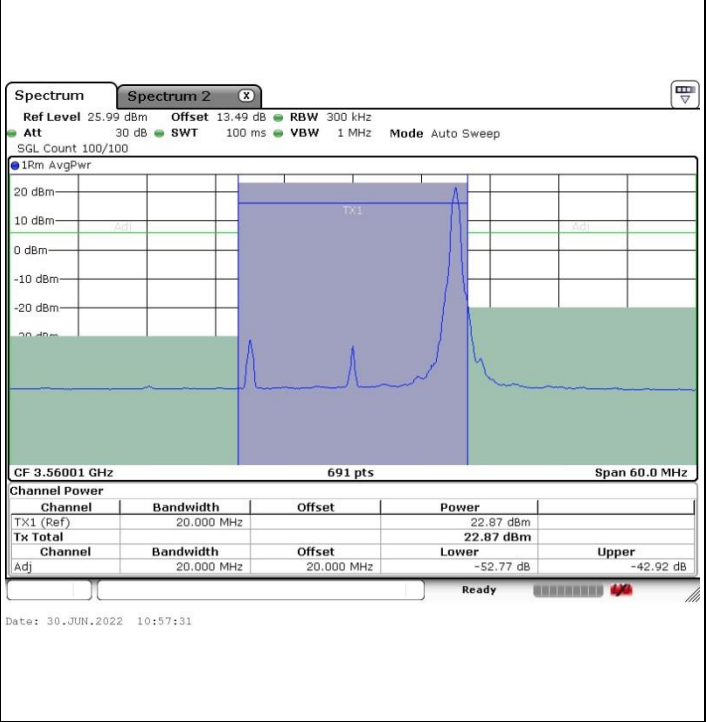 Spectrum Spectrum 2 X
Ref Level 25.99 dBm Offset 13.49 dB RBW 300 kHz
Att 30 dB SWT 100 ms VBW 1 MHz Mode Auto Sweep
SGL Count 100/100
1Rm AvgPwr
20 dBm
TX1
10 dBm
Adj Adj
0 dBm
-10 dBm
-20 dBm
-30 dBm
CF 3.56001 GHz 691 pts Span 60.0 MHz
Channel Power
Channel Bandwidth Offset Power
TX1 (Ref) 20.000 MHz 22.87 dBm
Tx Total 22.87 dBm
Channel Bandwidth Offset Lower Upper
Adj 20.000 MHz 20.000 MHz -52.77 dB -42.92 dB
Ready
Date: 30.JUN.2022 10:57:31